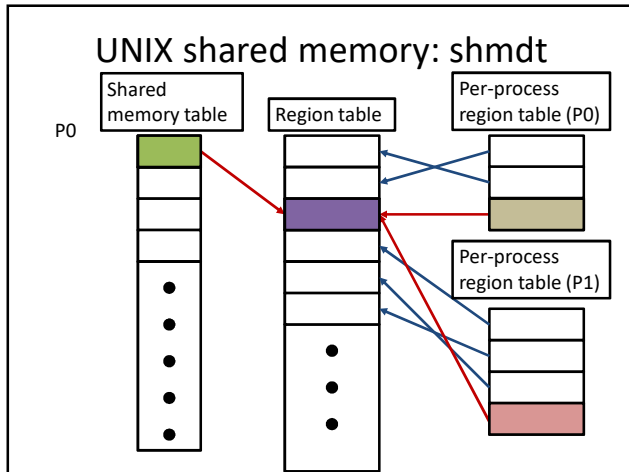 UNIX shared memory: shmdt
Shared
memory table
Region table
Per-process
region table (P0)
P0
Per-process
region table (P1)